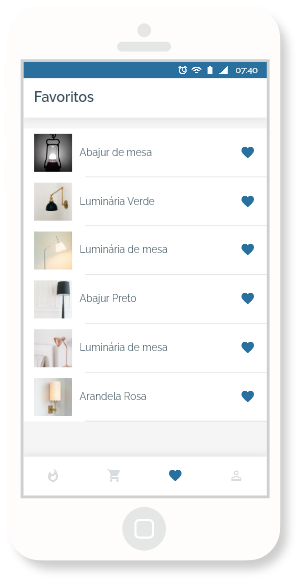 07:40
Favoritos
Abajur de mesa
Luminária Verde
Luminária de mesa
Abajur Preto
Luminária de mesa
Arandela Rosa